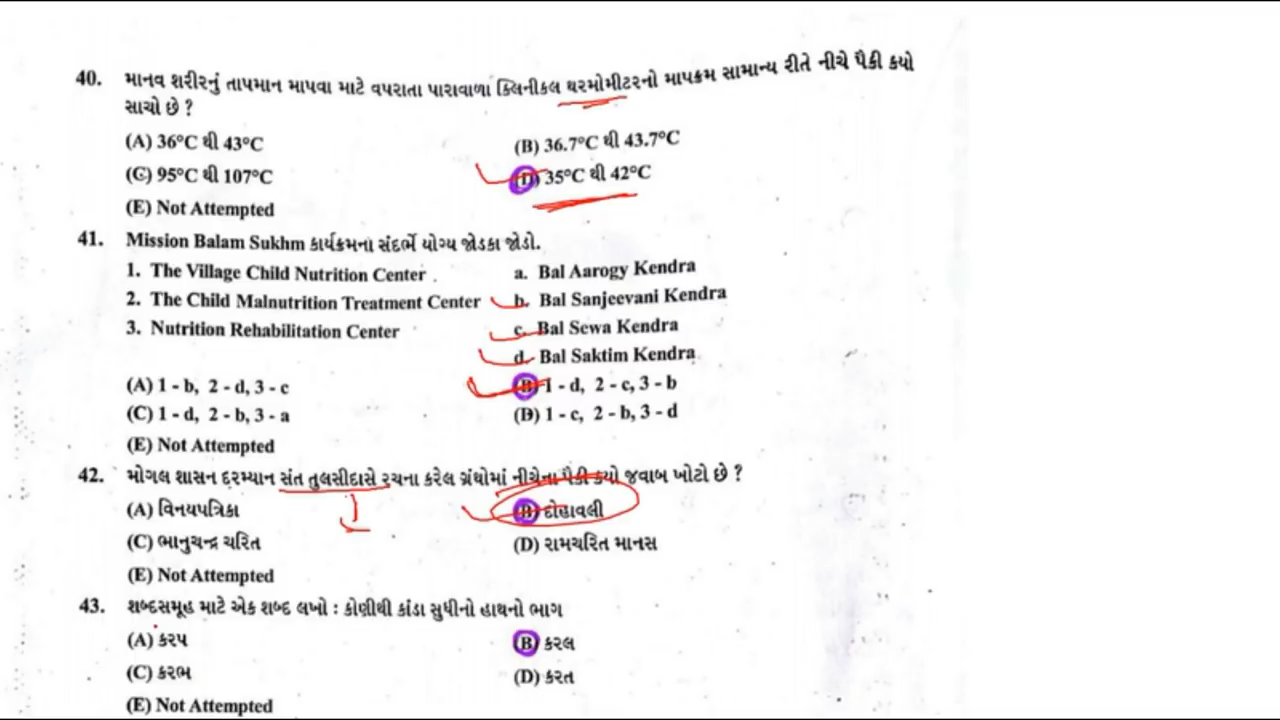 40. માનવ શરીરનું તાપમાન માપવા માટે વપરાતા પારાવાળા ક્લિનીકલ થરમોમીટરનો માપક્રમ સામાન્ય રીતે નીચે પૈકી કયો
સાચો છે ?
(A) 36°C થી 43°C (B) 36.7°C થી 43.7°C
(C) 95°C થી 107°C (D) 35°C થી 42°C
(E) Not Attempted
41. Mission Balam Sukhm કાર્યક્રમના સંદર્ભે યોગ્ય જોડકા જોડો.
1. The Village Child Nutrition Center a. Bal Aarogy Kendra
2. The Child Malnutrition Treatment Center b. Bal Sanjeevani Kendra
3. Nutrition Rehabilitation Center c. Bal Sewa Kendra
d. Bal Saktim Kendra
(A) 1 - b, 2 - d, 3 - c (B) 1 - d, 2 - c, 3 - b
(C) 1 - d, 2 - b, 3 - a (D) 1 - c, 2 - b, 3 - d
(E) Not Attempted
42. મોગલ શાસન દરમ્યાન સંત તુલસીદાસે રચના કરેલ ગ્રંથોમાં નીચેના પૈકી કયો જવાબ ખોટો છે ?
(A) વિનયપત્રિકા (B) દોહાવલી
(C) ભાનુચન્દ્ર ચરિત (D) રામચરિત માનસ
(E) Not Attempted
43. શબ્દસમૂહ માટે એક શબ્દ લખો : કોણીથી કાંડા સુધીનો હાથનો ભાગ
(A) કરપ (B) કરલ
(C) કરભ (D) કરત
(E) Not Attempted